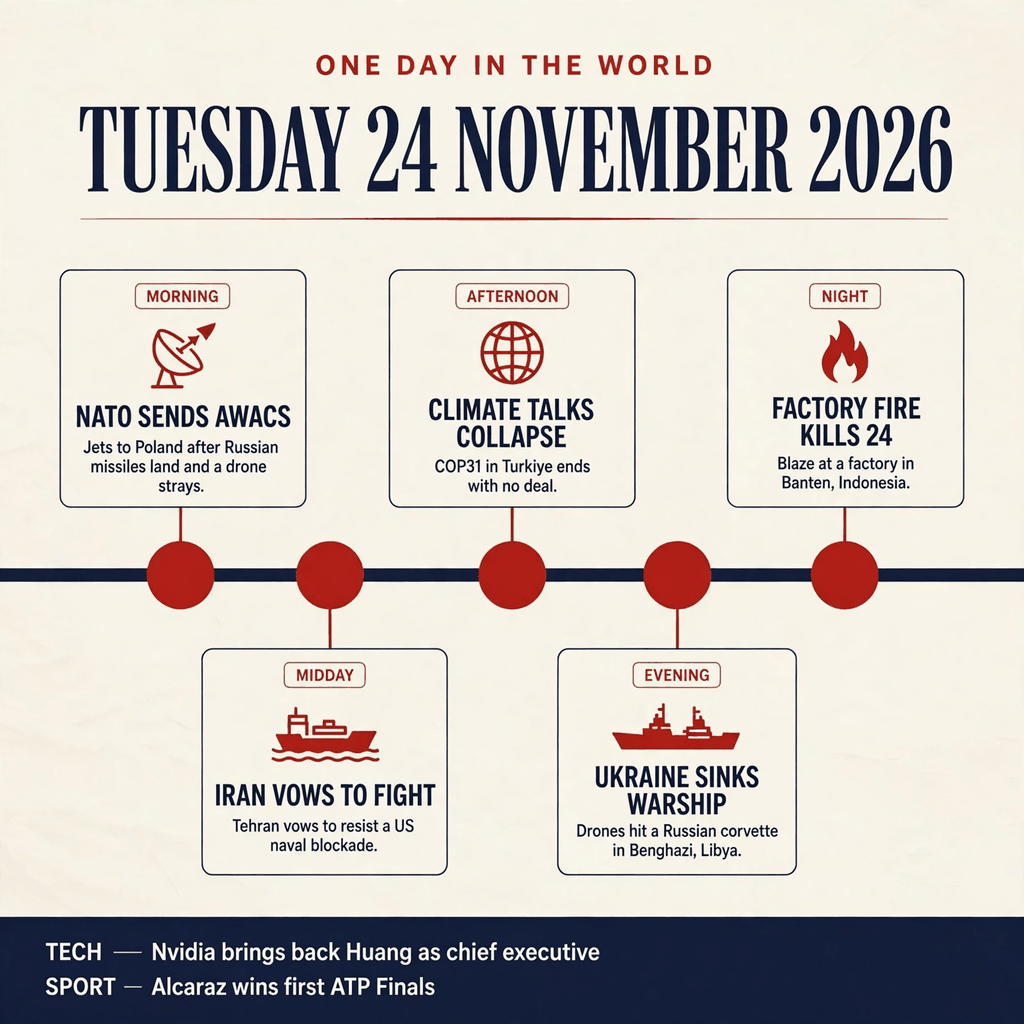 ONE DAY IN THE WORLD
TUESDAY 24 NOVEMBER 2026
MORNING
NATO SENDS AWACS
Jets to Poland after Russian
missiles land and a drone
strays.
AFTERNOON
CLIMATE TALKS
COLLAPSE
COP31 in Turkiye ends
with no deal.
NIGHT
FACTORY FIRE
KILLS 24
Blaze at a factory in
Banten, Indonesia.
MIDDAY
IRAN VOWS TO FIGHT
Tehran vows to resist a US
naval blockade.
EVENING
UKRAINE SINKS
WARSHIP
Drones hit a Russian corvette
in Benghazi, Libya.
TECH — Nvidia brings back Huang as chief executive
SPORT — Alcaraz wins first ATP Finals